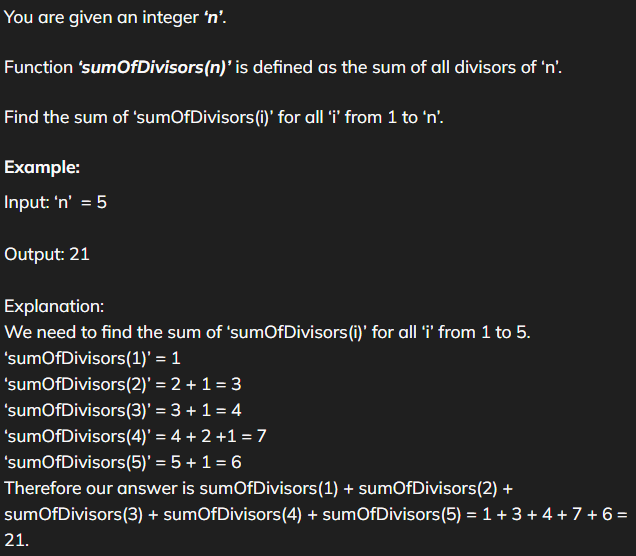 You are given an integer ‘n’.
Function ‘sumOfDivisors(n)’ is defined as the sum of all divisors of ‘n’.
Find the sum of ‘sumOfDivisors(i)’ for all ‘i’ from 1 to ‘n’.
Example:
Input: ‘n’ = 5
Output: 21
Explanation:
We need to find the sum of ‘sumOfDivisors(i)’ for all ‘i’ from 1 to 5.
‘sumOfDivisors(1)’ = 1
‘sumOfDivisors(2)’ = 2 + 1 = 3
‘sumOfDivisors(3)’ = 3 + 1 = 4
‘sumOfDivisors(4)’ = 4 + 2 +1 = 7
‘sumOfDivisors(5)’ = 5 + 1 = 6
Therefore our answer is sumOfDivisors(1) + sumOfDivisors(2) +
sumOfDivisors(3) + sumOfDivisors(4) + sumOfDivisors(5) = 1 + 3 + 4 + 7 + 6 =
21.